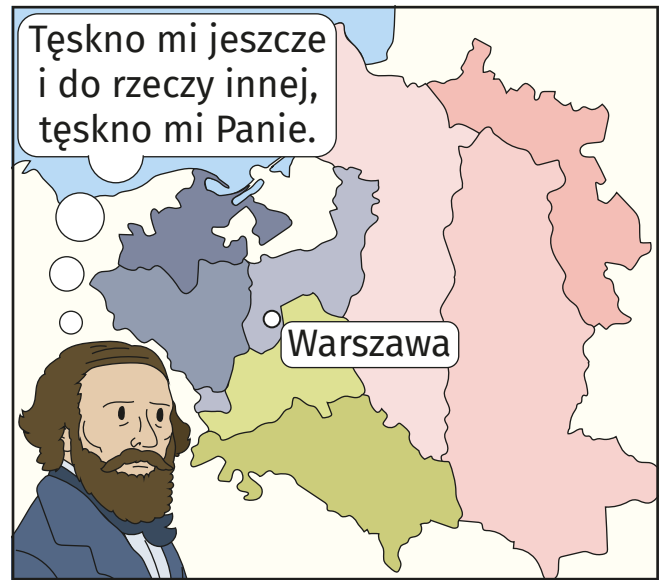 Tęskno mi jeszcze
i do rzeczy innej,
tęskno mi Panie.
Warszawa